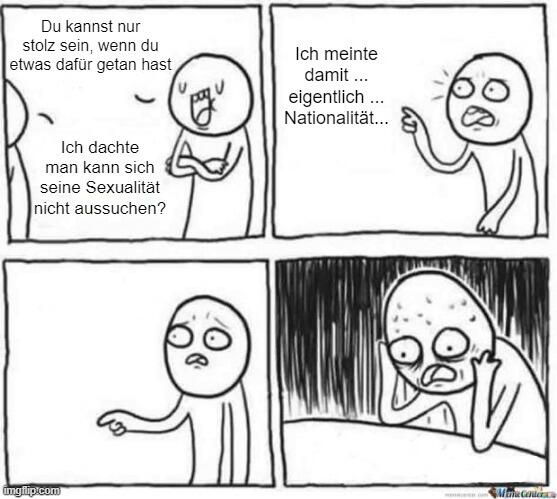 Du kannst nur
stolz sein, wenn du
etwas dafür getan hast
Ich dachte
man kann sich
seine Sexualität
nicht aussuchen?
Ich meinte
damit ...
eigentlich ...
Nationalität...
imgflip.com
MemeCenter